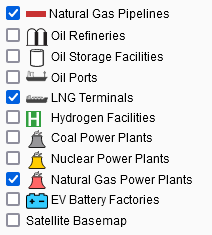 Natural Gas Pipelines
Oil Refineries
Oil Storage Facilities
Oil Ports
LNG Terminals
H Hydrogen Facilities
Coal Power Plants
Nuclear Power Plants
Natural Gas Power Plants
EV Battery Factories
Satellite Basemap